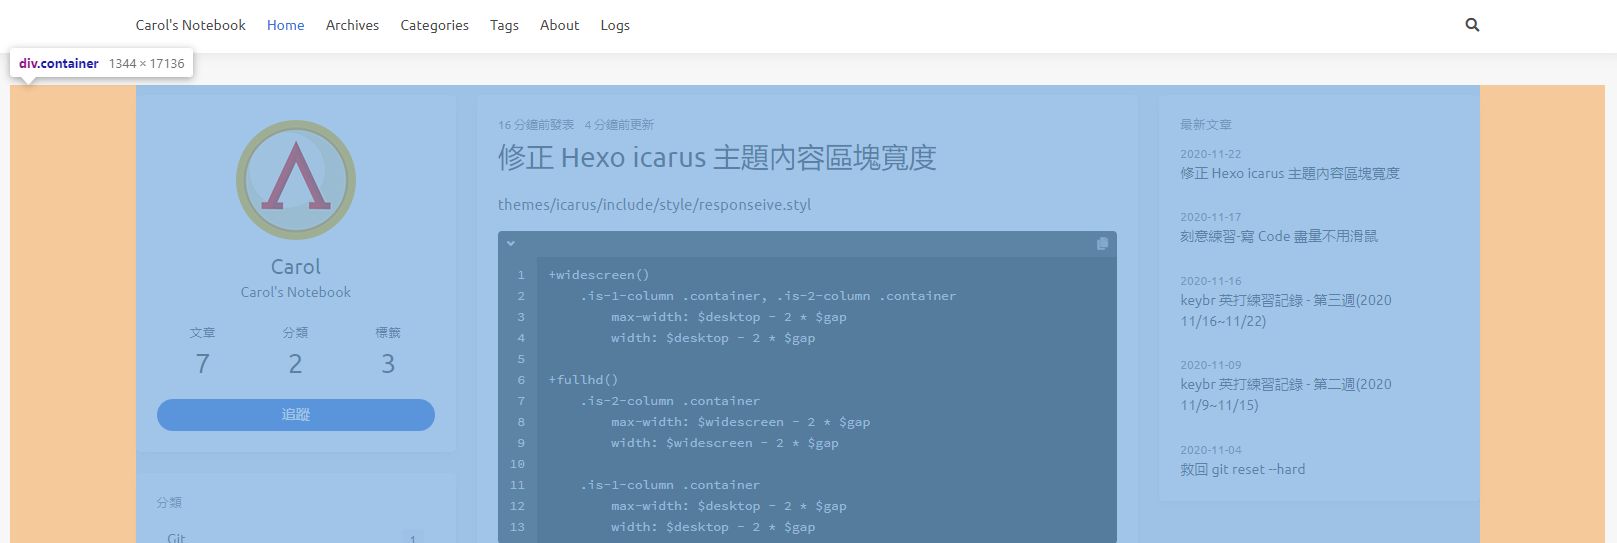 Carol's Notebook Home Archives Categories Tags About Logs
div.container 1344 × 17136
Carol
Carol's Notebook
文章 分類 標籤
7 2 3
追蹤
分類
Git 1
16 分鐘前發表 4 分鐘前更新
修正 Hexo icarus 主題內容區塊寬度
themes/icarus/include/style/responseive.styl
1 +widescreen()
2 .is-1-column .container, .is-2-column .container
3 max-width: $desktop - 2 * $gap
4 width: $desktop - 2 * $gap
5
6 +fullhd()
7 .is-2-column .container
8 max-width: $widescreen - 2 * $gap
9 width: $widescreen - 2 * $gap
10
11 .is-1-column .container
12 max-width: $desktop - 2 * $gap
13 width: $desktop - 2 * $gap
最新文章
2020-11-22
修正 Hexo icarus 主題內容區塊寬度
2020-11-17
刻意練習-寫 Code 盡量不用滑鼠
2020-11-16
keybr 英打練習記錄 - 第三週(2020
11/16~11/22)
2020-11-09
keybr 英打練習記錄 - 第二週(2020
11/9~11/15)
2020-11-04
救回 git reset --hard